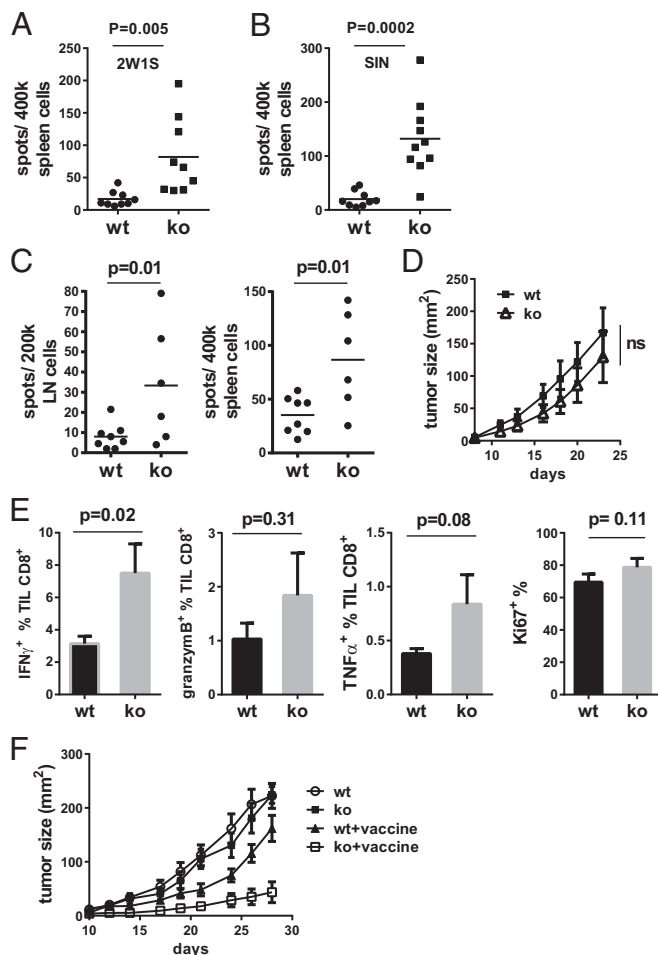 A
P=0.005
2W1S
spots/ 400k
spleen cells
250
200
150
100
50
0
wt
ko
B
P=0.0002
SIN
spots/ 400k
spleen cells
300
200
100
0
wt
ko
C
p=0.01
spots/ 200k
LN cells
80
70
60
50
40
30
20
10
0
wt
ko
p=0.01
spots/ 400k
spleen cells
150
100
50
0
wt
ko
D
tumor size (mm²)
250
200
150
100
50
0
wt
ko
ns
10
15
20
25
days
E
p=0.02
IFNγ⁺ % TIL CD8⁺
10
8
6
4
2
0
wt
ko
p=0.31
granzymB⁺ % TIL CD8⁺
3
2
1
0
wt
ko
p=0.08
TNFα⁺ % TIL CD8⁺
1.5
1.0
0.5
0.0
wt
ko
p= 0.11
Ki67⁺ %
100
80
60
40
20
0
wt
ko
F
tumor size (mm²)
300
200
100
0
wt
ko
wt+vaccine
ko+vaccine
10
15
20
25
30
days